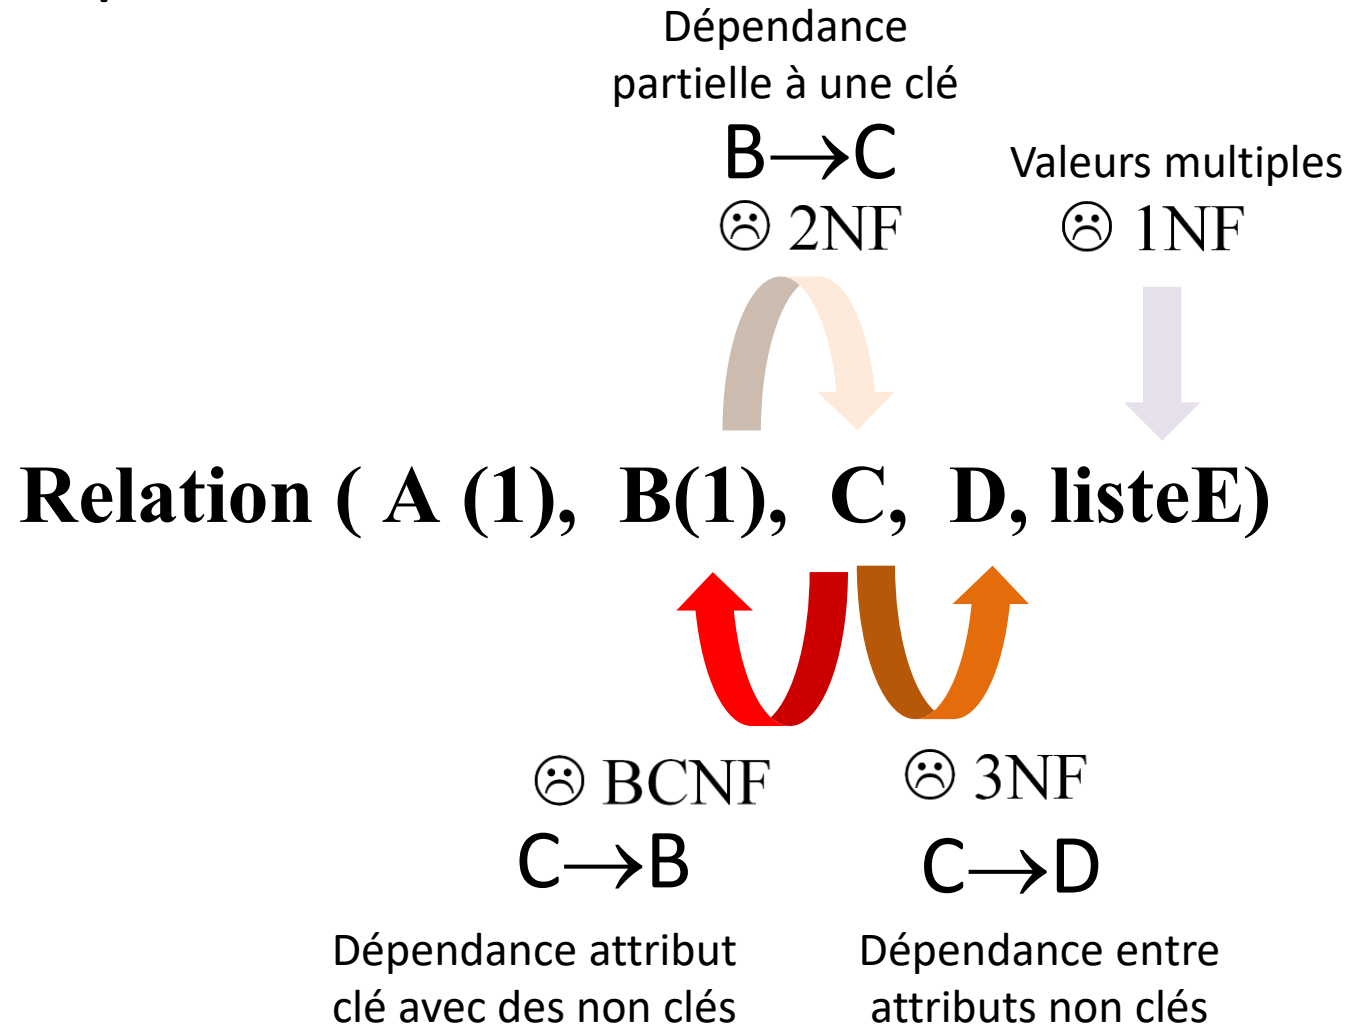 Dépendance
partielle à une clé
B→C
☹ 2NF
Valeurs multiples
☹ 1NF
Relation ( A (1), B(1), C, D, listeE)
☹ BCNF
C→B
Dépendance attribut
clé avec des non clés
☹ 3NF
C→D
Dépendance entre
attributs non clés